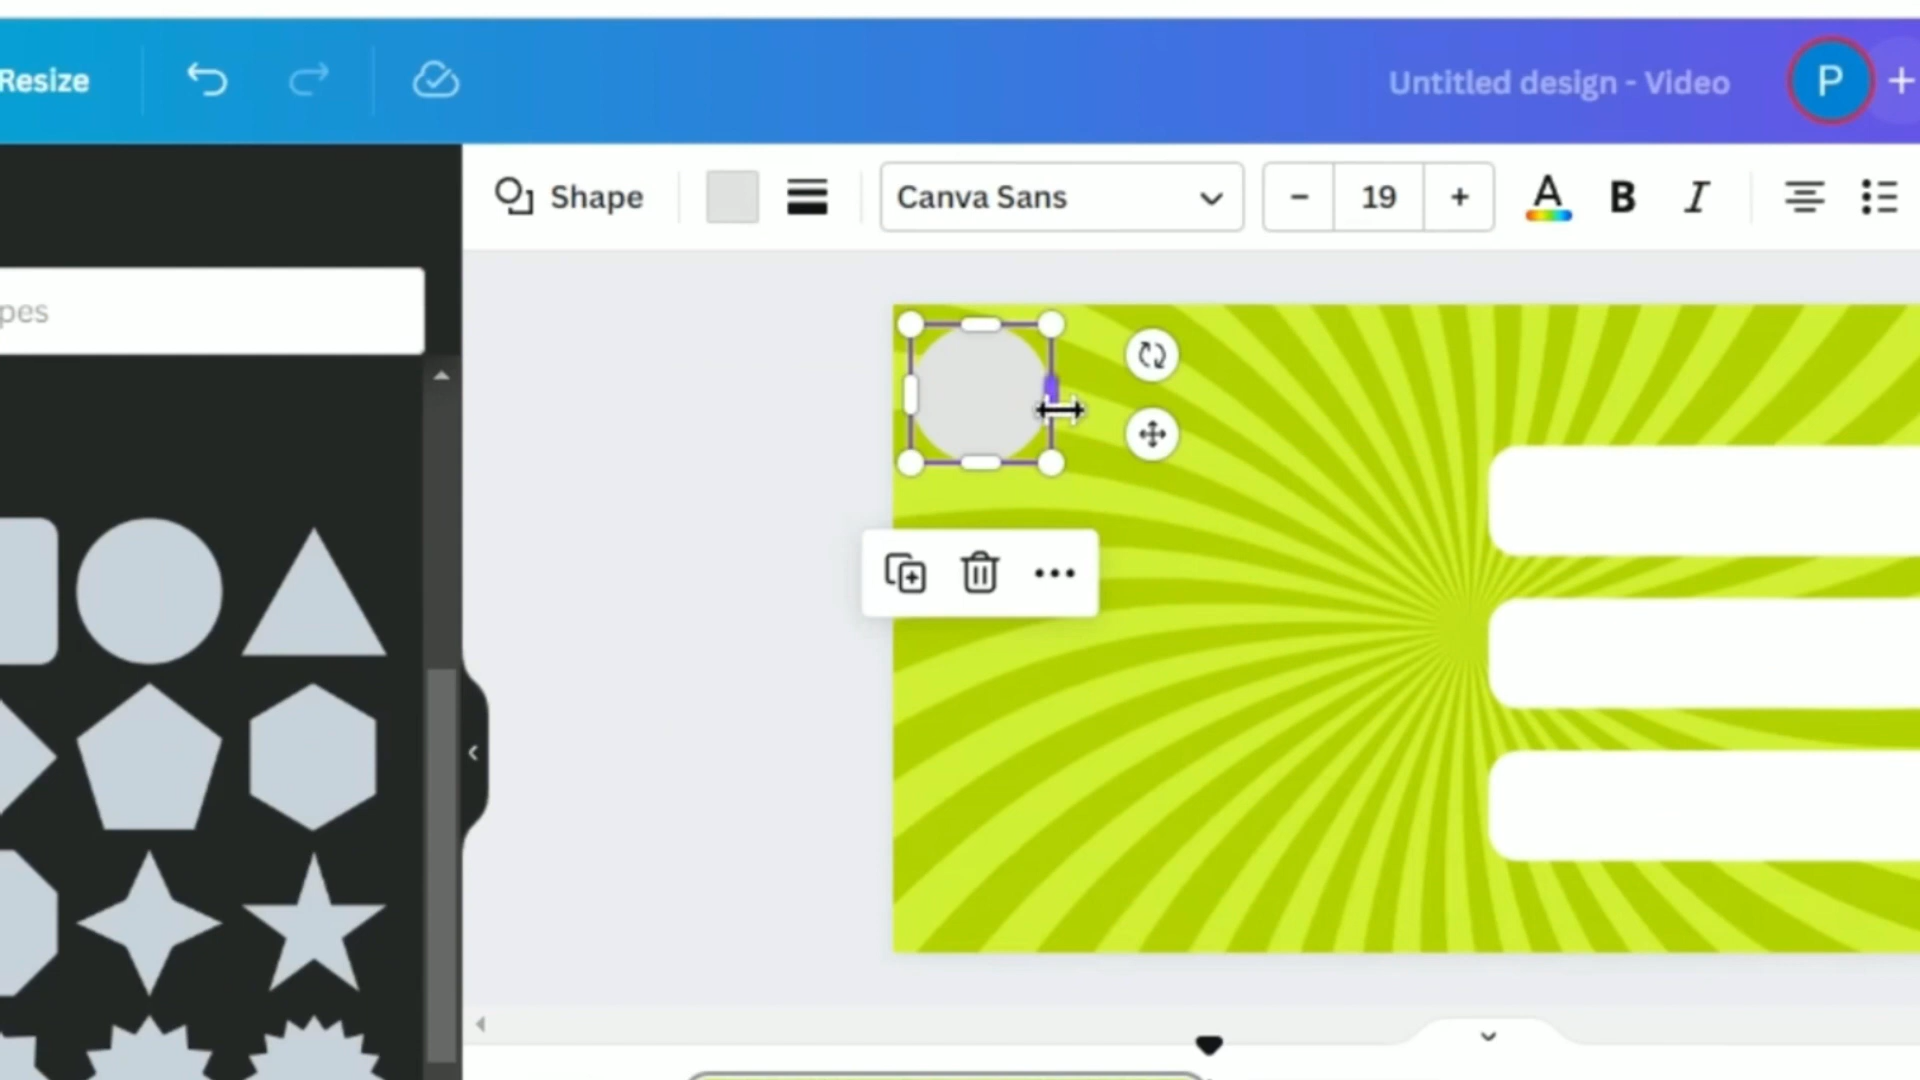 Resize
Untitled design - Video
P
Shape
Canva Sans
19
A
B
I
pes